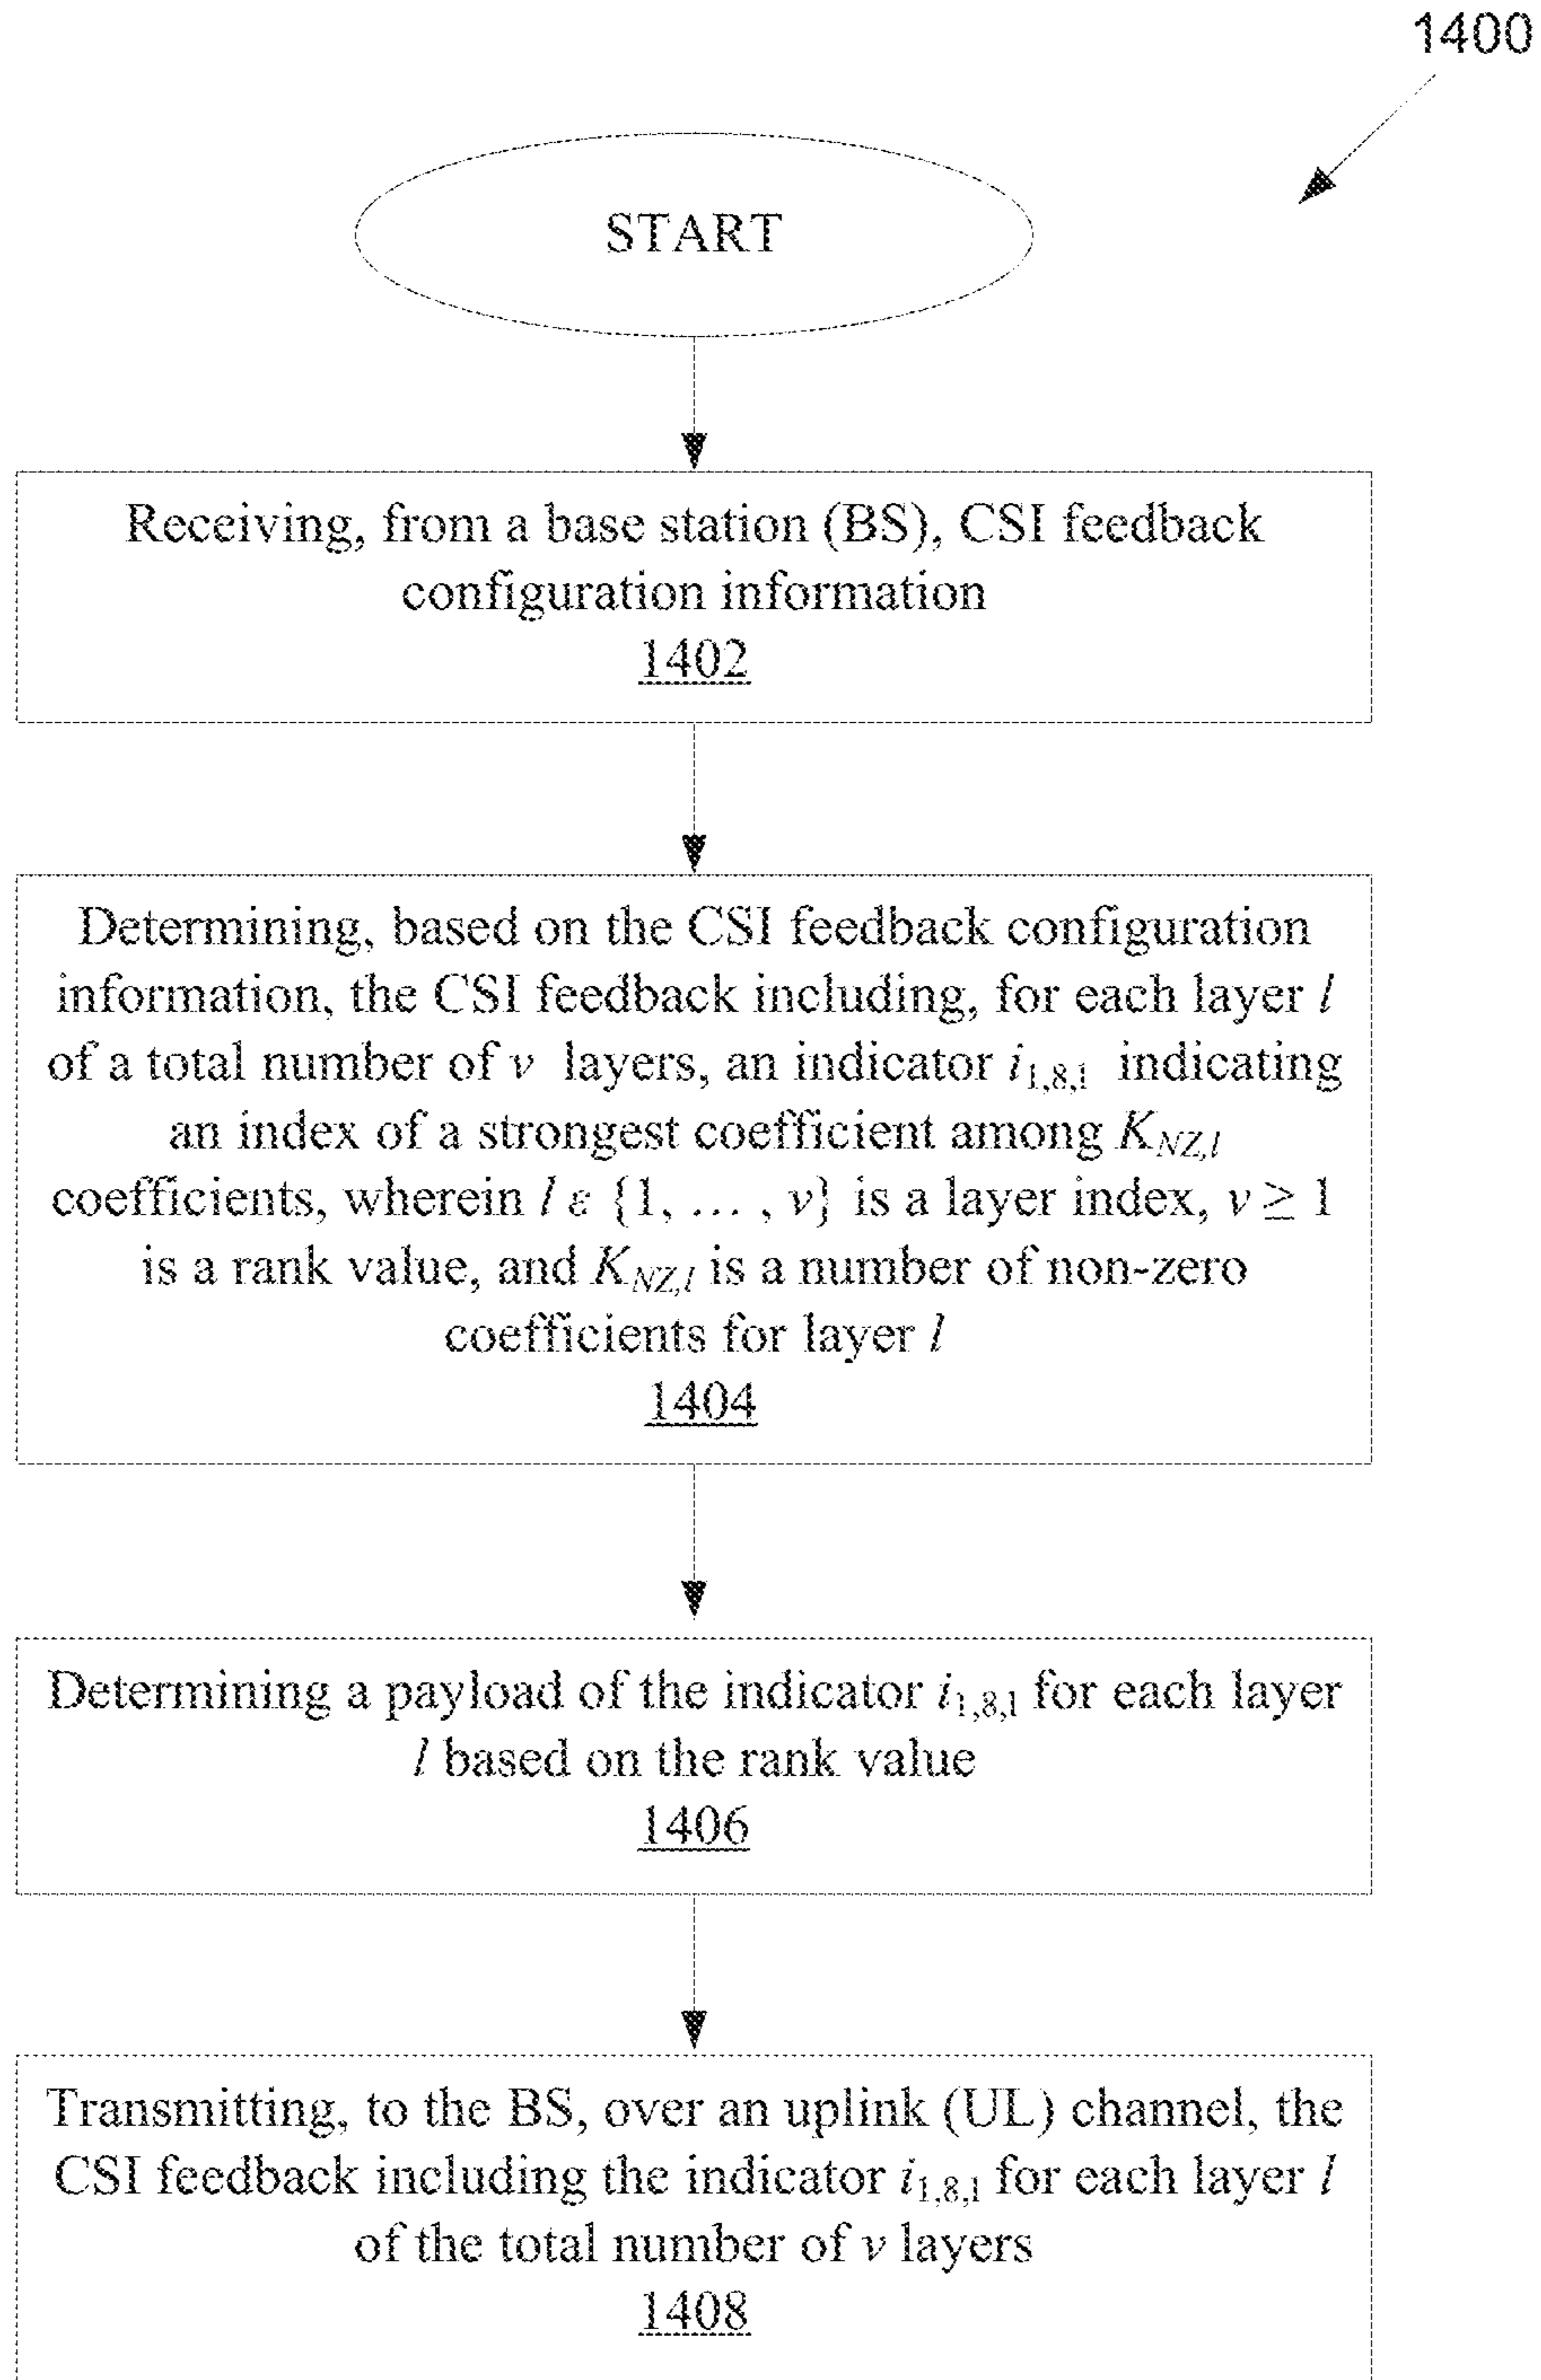 1400
START
Receiving, from a base station (BS), CSI feedback
configuration information
1402
Determining, based on the CSI feedback configuration
information, the CSI feedback including, for each layer l
of a total number of v layers, an indicator i1,8,1 indicating
an index of a strongest coefficient among KNZ,l
coefficients, wherein l ε {1, … , v} is a layer index, v ≥ 1
is a rank value, and KNZ,l is a number of non-zero
coefficients for layer l
1404
Determining a payload of the indicator i1,8,1 for each layer
l based on the rank value
1406
Transmitting, to the BS, over an uplink (UL) channel, the
CSI feedback including the indicator i1,8,1 for each layer l
of the total number of v layers
1408